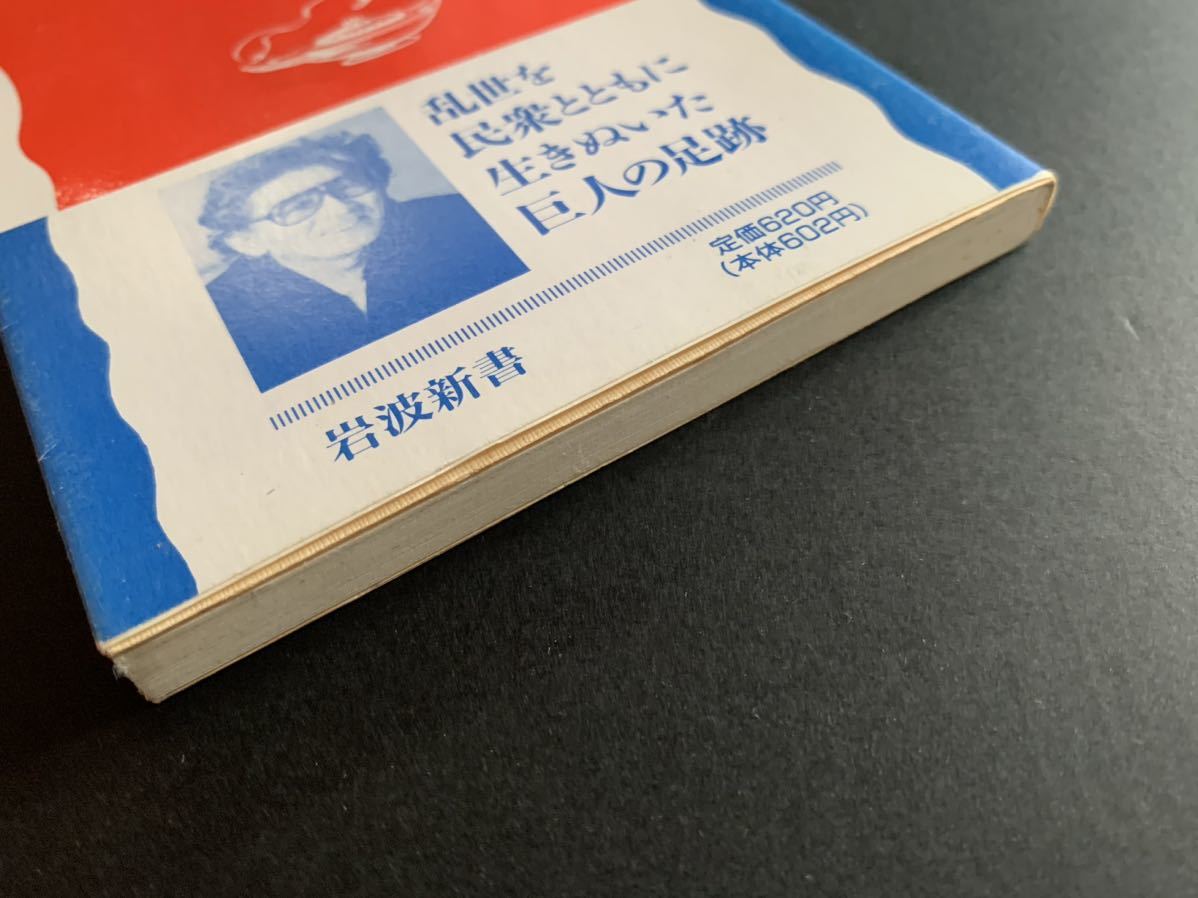 乱世を
民衆とともに
生きぬいた
巨人の足跡
定価620円
(本体602円)
岩波新書